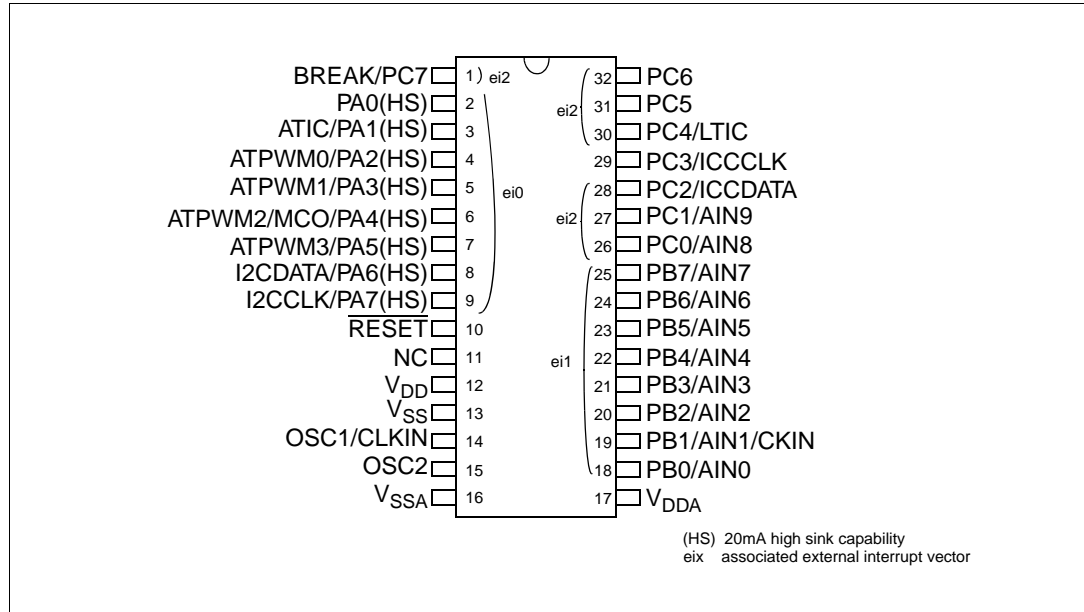 BREAK/PC7 1 ei2 32 PC6
PA0(HS) 2 31 PC5
ei2
ATIC/PA1(HS) 3 30 PC4/LTIC
ATPWM0/PA2(HS) 4 29 PC3/ICCCLK
ATPWM1/PA3(HS) 5 28 PC2/ICCDATA
ei0
ATPWM2/MCO/PA4(HS) 6 ei2 27 PC1/AIN9
ATPWM3/PA5(HS) 7 26 PC0/AIN8
I2CDATA/PA6(HS) 8 25 PB7/AIN7
I2CCLK/PA7(HS) 9 24 PB6/AIN6
RESET 10 23 PB5/AIN5
NC 11 ei1 22 PB4/AIN4
VDD 12 21 PB3/AIN3
VSS 13 20 PB2/AIN2
OSC1/CLKIN 14 19 PB1/AIN1/CKIN
OSC2 15 18 PB0/AIN0
VSSA 16 17 VDDA
(HS) 20mA high sink capability
eix associated external interrupt vector